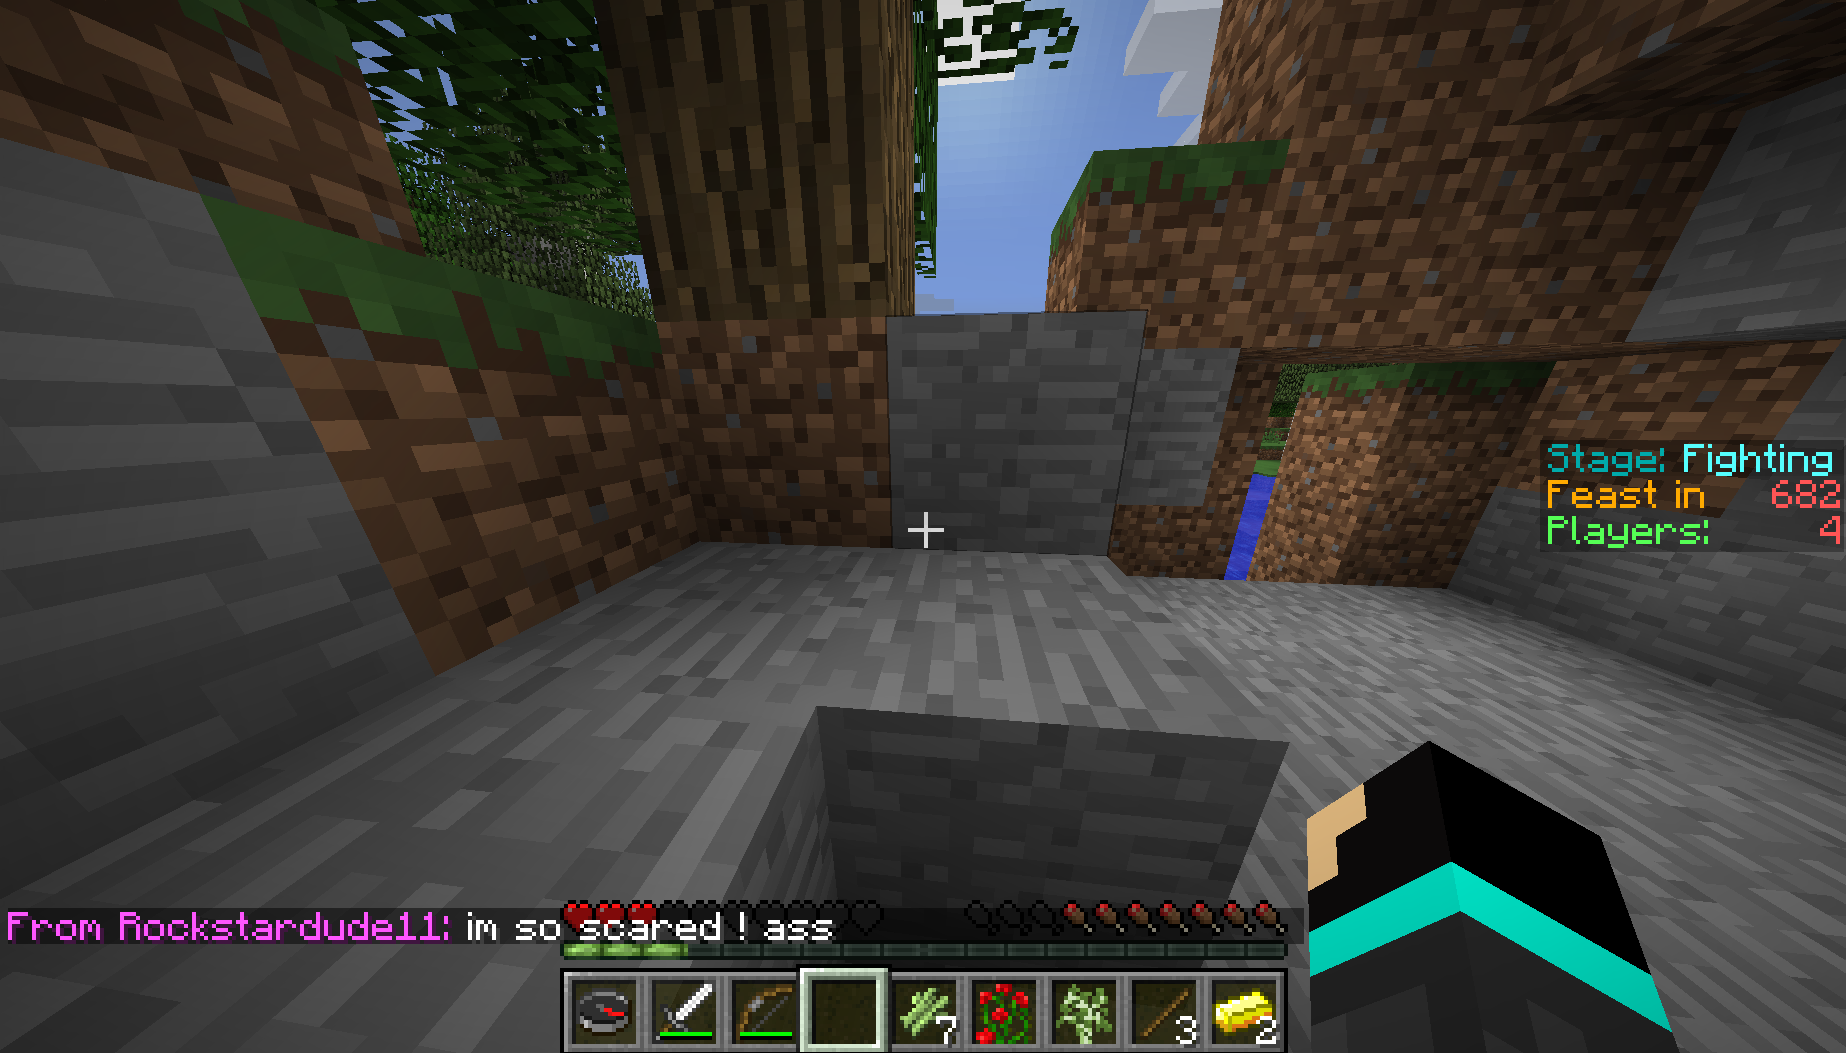 Stage: Fighting
Feast in 682
Players: 4
From Rockstardude11: im so scared ! ass
7
3
2